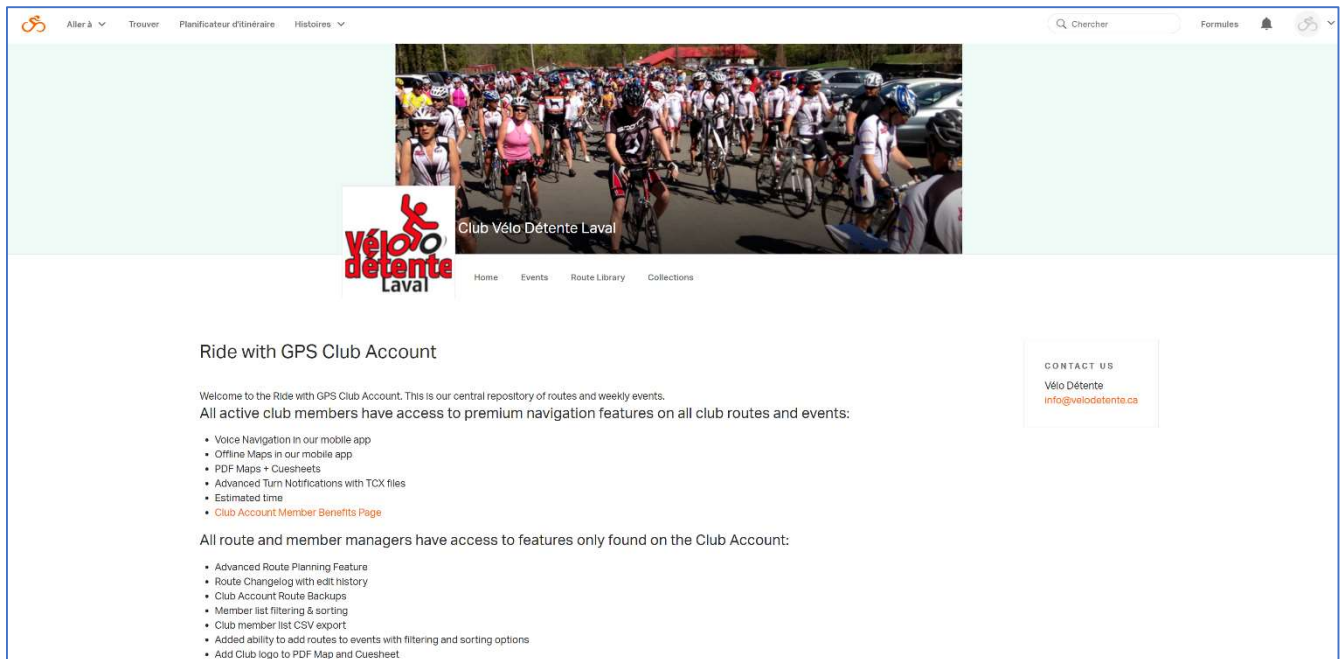 Aller à
Trouver
Planificateur d'itinéraire
Histoires
Chercher
Formules
Club Vélo Détente Laval
Vélo
détente
Laval
Home
Events
Route Library
Collections
Ride with GPS Club Account
CONTACT US
Vélo Détente
info@velodetente.ca
Welcome to the Ride with GPS Club Account. This is our central repository of routes and weekly events.
All active club members have access to premium navigation features on all club routes and events:
• Voice Navigation in our mobile app
• Offline Maps in our mobile app
• PDF Maps + Cuesheets
• Advanced Turn Notifications with TCX files
• Estimated time
• Club Account Member Benefits Page
All route and member managers have access to features only found on the Club Account:
• Advanced Route Planning Feature
• Route Changelog with edit history
• Club Account Route Backups
• Member list filtering & sorting
• Club member list CSV export
• Added ability to add routes to events with filtering and sorting options
• Add Club logo to PDF Map and Cuesheet